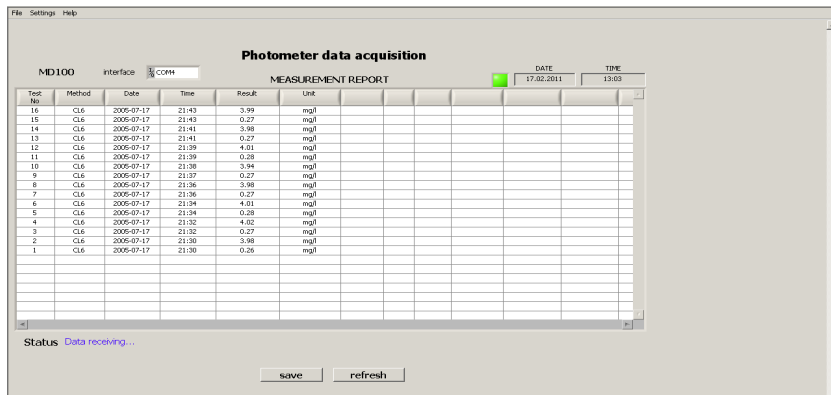 File Settings Help
Photometer data acquisition
MD100 interface COM4
MEASUREMENT REPORT
DATE TIME
17.02.2011 13:03
Test No Method Date Time Result Unit
16 CL6 2005-07-17 21:43 3.99 mg/l
15 CL6 2005-07-17 21:43 0.27 mg/l
14 CL6 2005-07-17 21:41 3.98 mg/l
13 CL6 2005-07-17 21:41 0.27 mg/l
12 CL6 2005-07-17 21:39 4.01 mg/l
11 CL6 2005-07-17 21:39 0.28 mg/l
10 CL6 2005-07-17 21:38 3.94 mg/l
9 CL6 2005-07-17 21:37 0.27 mg/l
8 CL6 2005-07-17 21:36 3.98 mg/l
7 CL6 2005-07-17 21:36 0.27 mg/l
6 CL6 2005-07-17 21:34 4.01 mg/l
5 CL6 2005-07-17 21:34 0.28 mg/l
4 CL6 2005-07-17 21:32 4.02 mg/l
3 CL6 2005-07-17 21:32 0.27 mg/l
2 CL6 2005-07-17 21:30 3.98 mg/l
1 CL6 2005-07-17 21:30 0.26 mg/l
Status Data receiving...
save refresh